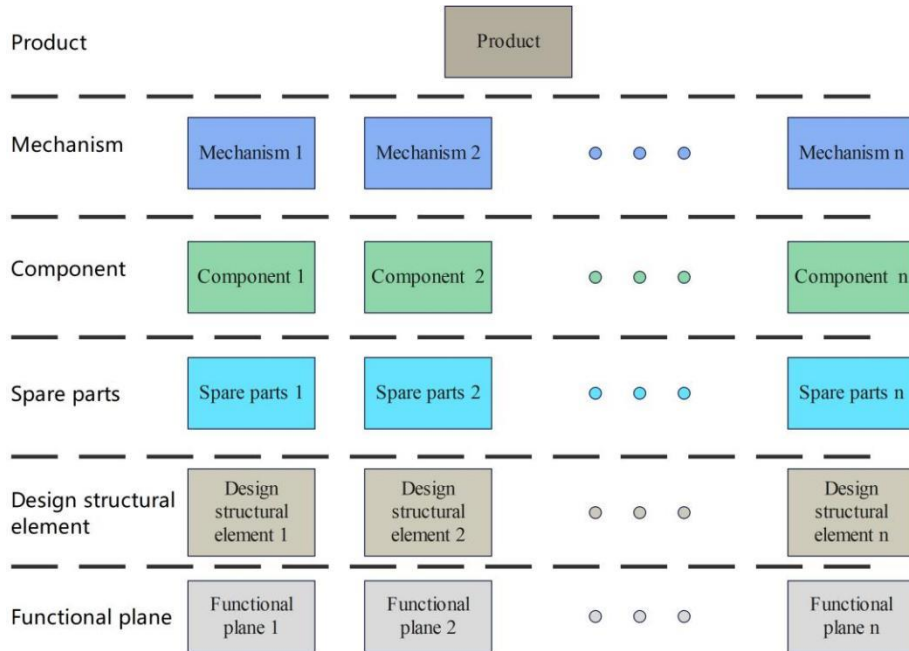 Product
Product
Mechanism
Mechanism 1
Mechanism 2
Mechanism n
Component
Component 1
Component 2
Component n
Spare parts
Spare parts 1
Spare parts 2
Spare parts n
Design structural
element
Design
structural
element 1
Design
structural
element 2
Design
structural
element n
Functional plane
Functional
plane 1
Functional
plane 2
Functional
plane n